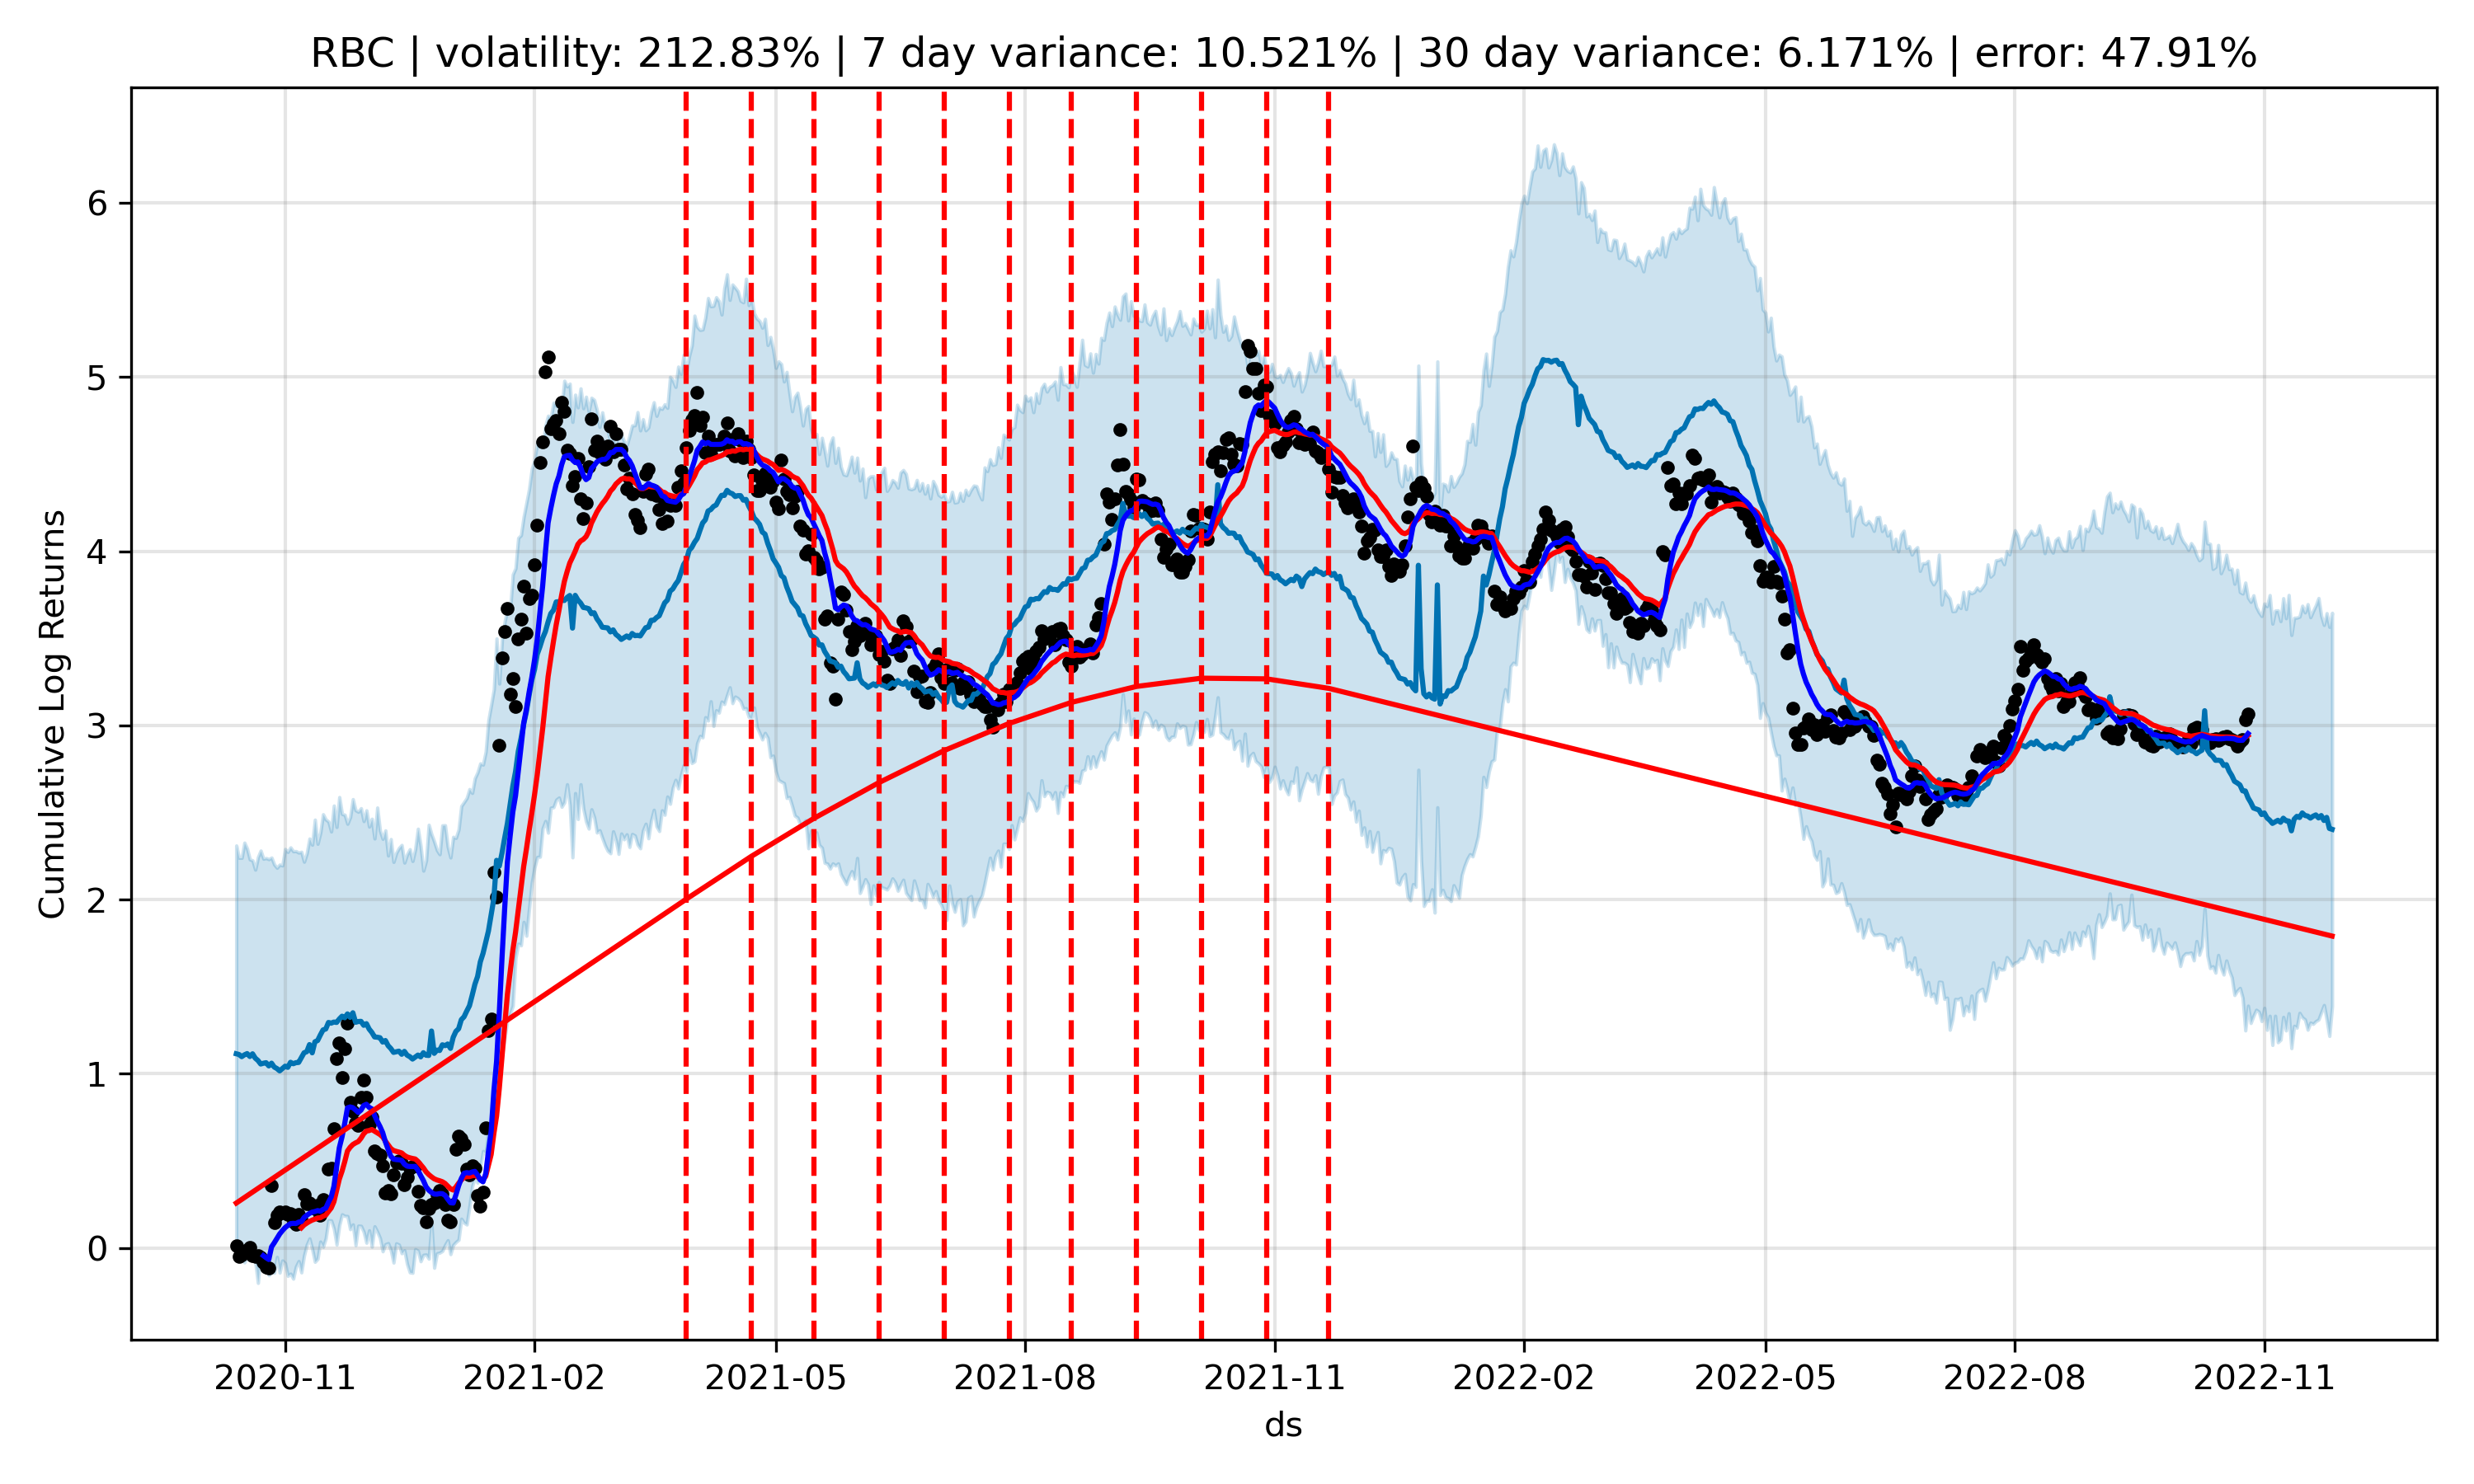 RBC | volatility: 212.83% | 7 day variance: 10.521% | 30 day variance: 6.171% | error: 47.91%
Cumulative Log Returns
6
5
4
3
2
1
0
2020-11 2021-02 2021-05 2021-08 2021-11 2022-02 2022-05 2022-08 2022-11
ds